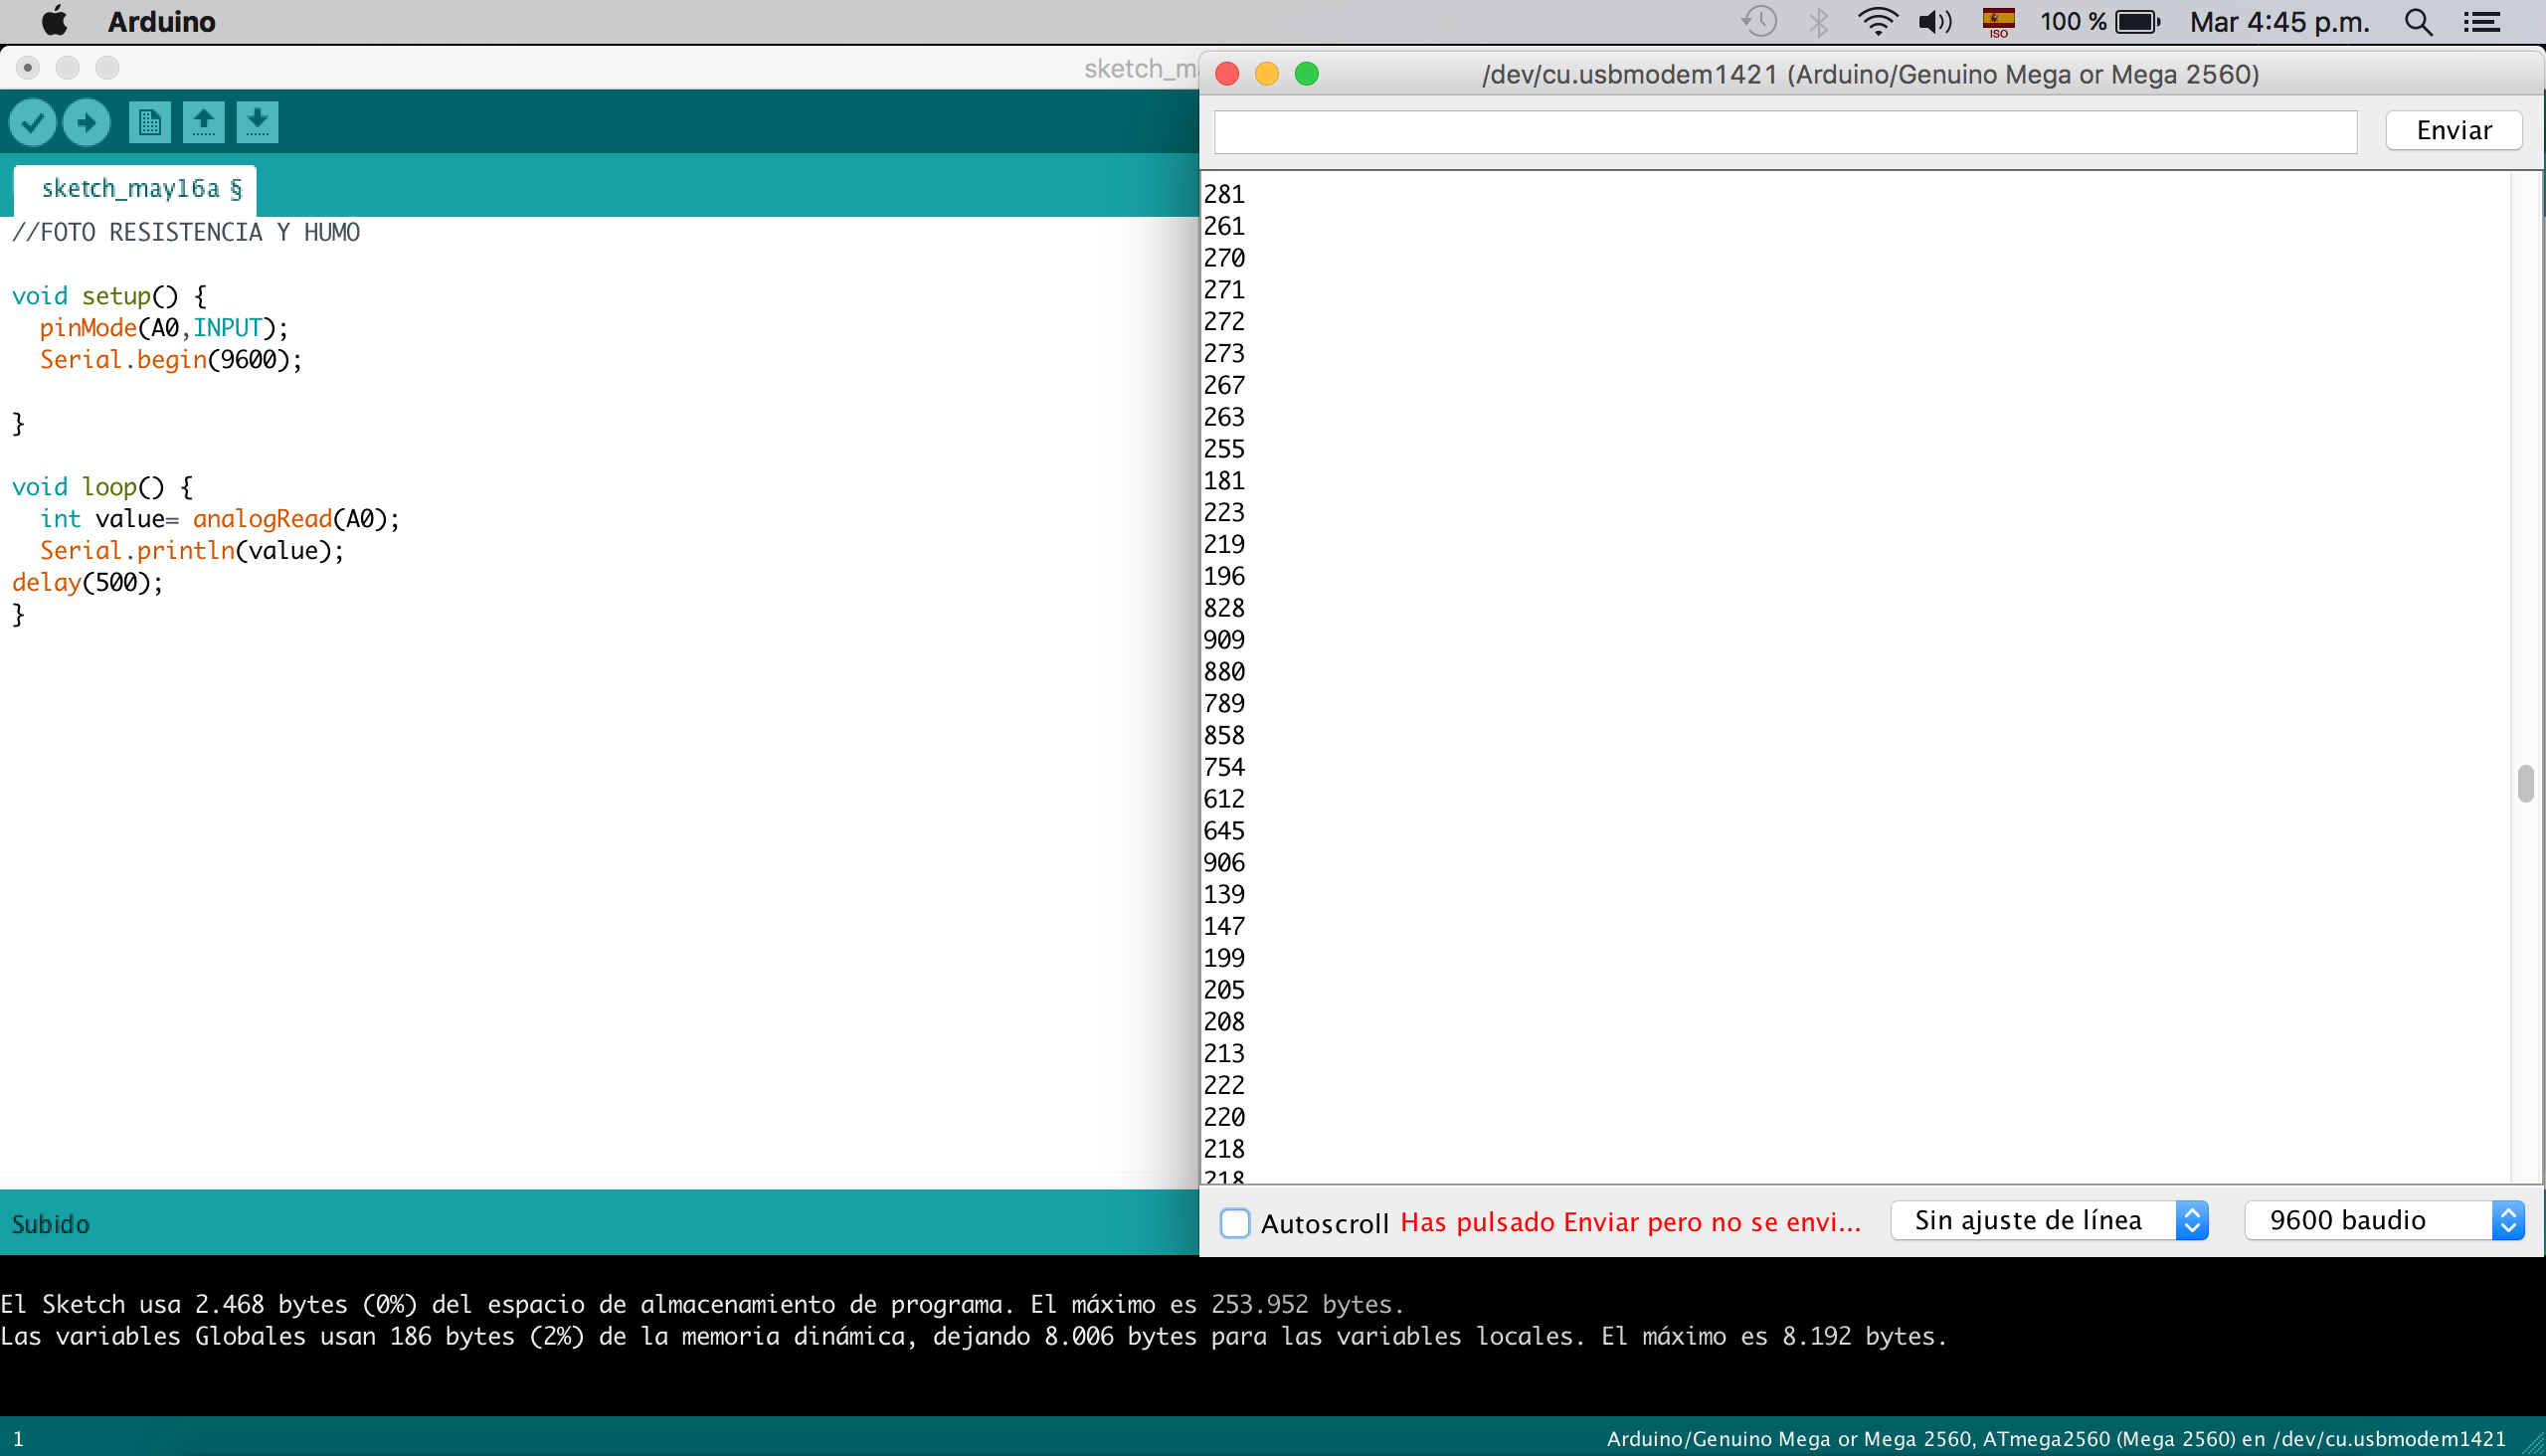 Arduino
ISO
100 %
Mar 4:45 p.m.
sketch_m
sketch_may16a §
//FOTO RESISTENCIA Y HUMO
void setup() {
pinMode(A0,INPUT);
Serial.begin(9600);
}
void loop() {
int value= analogRead(A0);
Serial.println(value);
delay(500);
}
/dev/cu.usbmodem1421 (Arduino/Genuino Mega or Mega 2560)
Enviar
281
261
270
271
272
273
267
263
255
181
223
219
196
828
909
880
789
858
754
612
645
906
139
147
199
205
208
213
222
220
218
218
Autoscroll Has pulsado Enviar pero no se envi...
Sin ajuste de línea
9600 baudio
Subido
El Sketch usa 2.468 bytes (0%) del espacio de almacenamiento de programa. El máximo es 253.952 bytes.
Las variables Globales usan 186 bytes (2%) de la memoria dinámica, dejando 8.006 bytes para las variables locales. El máximo es 8.192 bytes.
1
Arduino/Genuino Mega or Mega 2560, ATmega2560 (Mega 2560) en /dev/cu.usbmodem1421